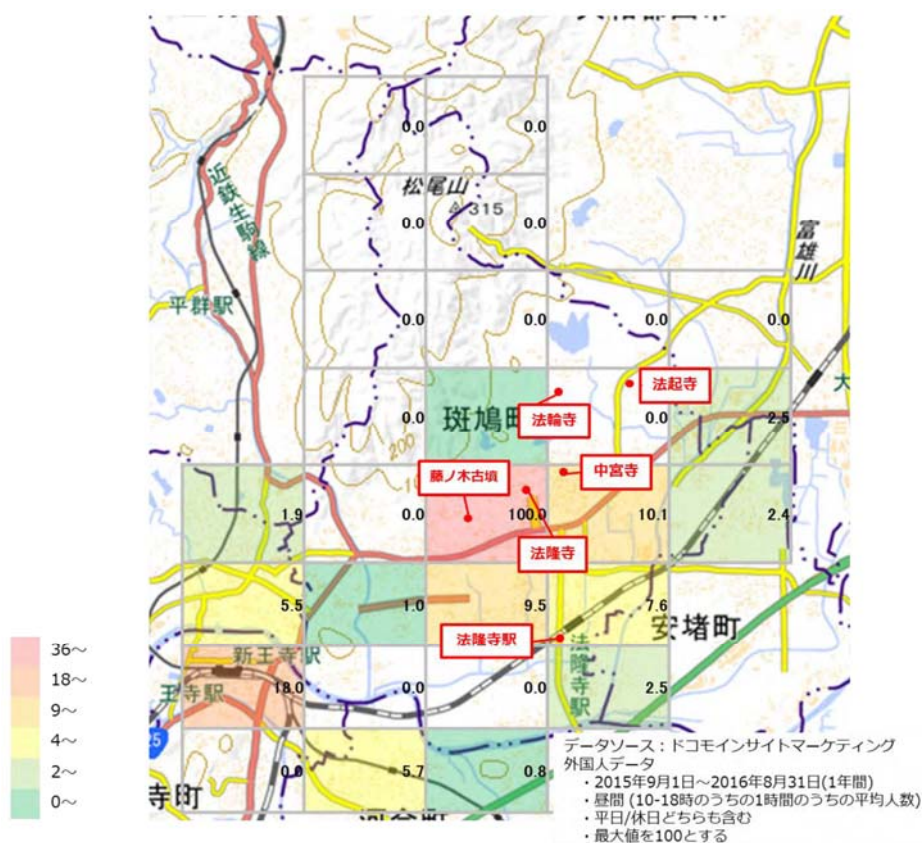 0.0 0.0
松尾山
315
0.0 0.0
近鉄生駒線
富雄川
平群駅
0.0 0.0 0.0 0.0
法起寺
法輪寺
大
0.0 斑鳩町 0.0 2.5
200
中宮寺
藤ノ木古墳
1.9 0.0 100.0 10.1 2.4
法隆寺
5.5 1.0 9.5 7.6
安堵町
法隆寺駅
法隆寺駅
新王寺駅
王寺駅
18.0 0.0 0.0 2.5
25
0.0 5.7 0.8
寺町
36～
18～
9～
4～
2～
0～
データソース：ドコモインサイトマーケティング
外国人データ
・2015年9月1日～2016年8月31日(1年間)
・昼間 (10-18時のうちの1時間のうちの平均人数)
・平日/休日どちらも含む
・最大値を100とする